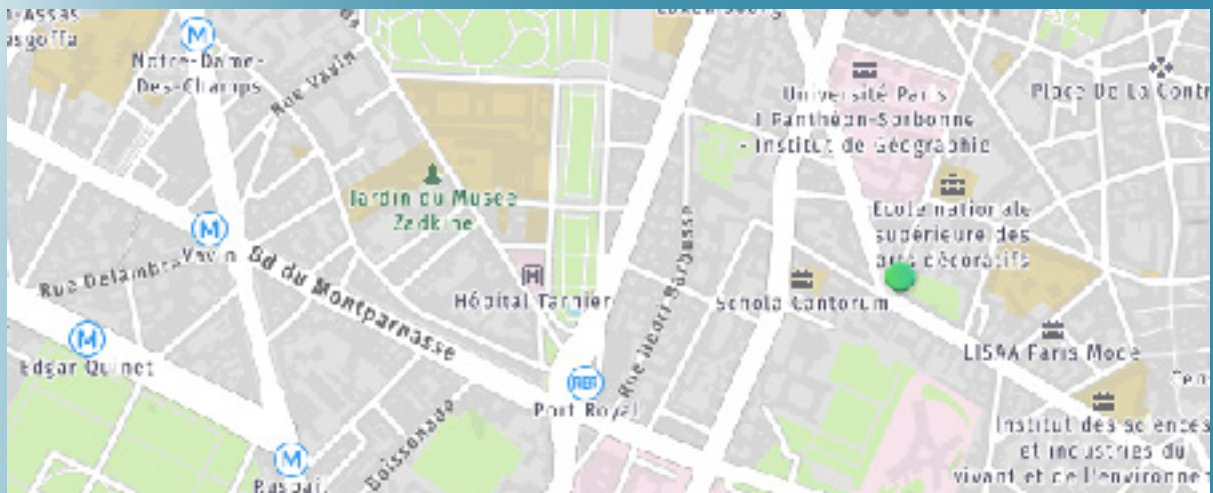 Notre-Dame-
Des-Champs
Rue Vavin
Jardin du Musée
Zadkine
Vavin
Rue Delambre
Bd du Montparnasse
Edgar Quinet
Hôpital Tarnier
Rue Henri Barbusse
Port Royal
RER
M
M
M
M
H
Université Paris
1 Panthéon-Sorbonne
- Institut de Géographie
Place De La Contr
École nationale
supérieure des
arts décoratifs
Schola Cantorum
LISAA Paris Mode
Institut des sciences
et industries du
vivant et de l'environnem
Boissonade
Raspail